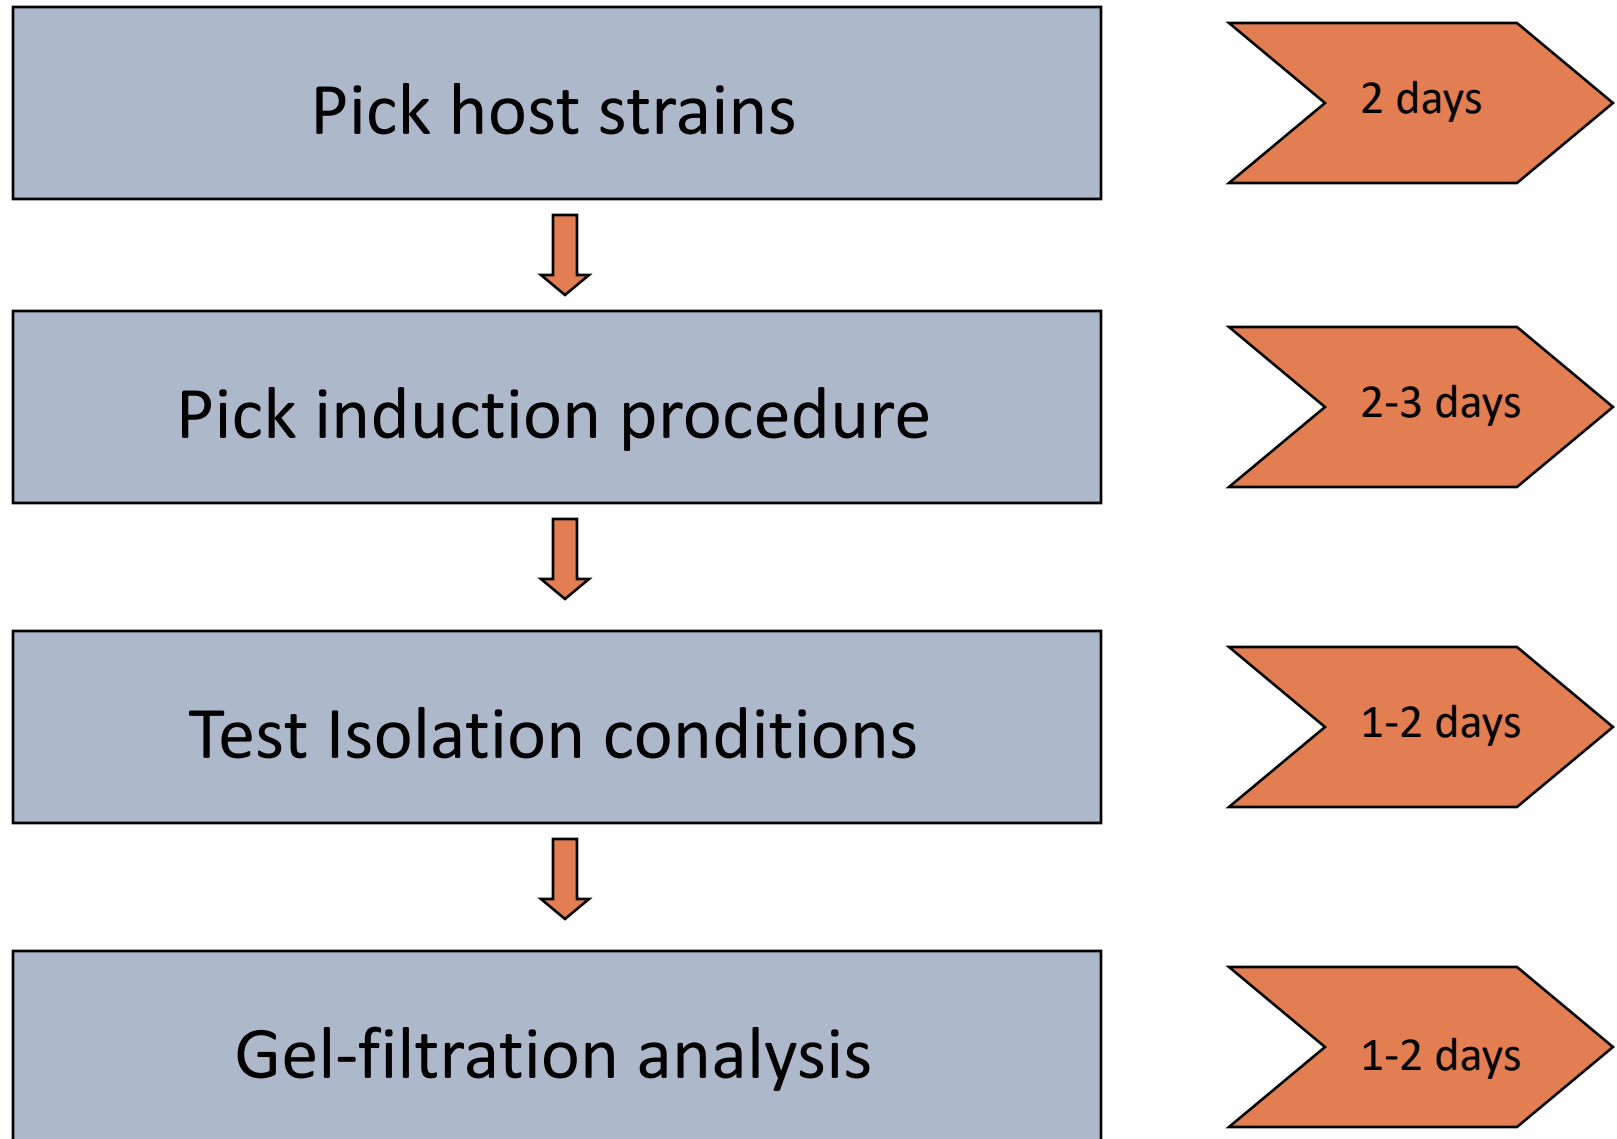 Pick host strains
2 days
Pick induction procedure
2-3 days
Test Isolation conditions
1-2 days
Gel-filtration analysis
1-2 days